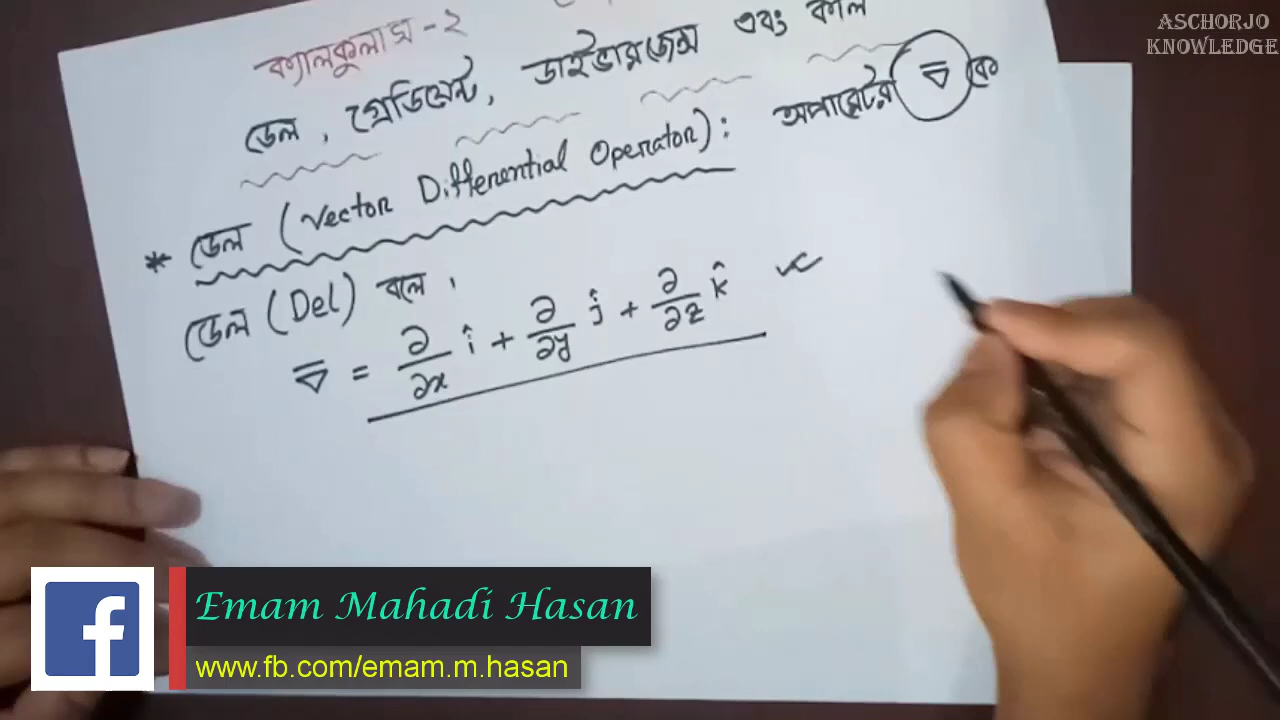 ASCHORJO
KNOWLEDGE
ক্যালকুলাস - ২
ডেল, গ্রেডিয়েন্ট, ডাইভারজেন্স এবং কার্ল
* ডেল (Vector Differential Operator): অপারেটর ∇ কে
ডেল (Del) বলে ,
∇ = ∂/∂x î + ∂/∂y ĵ + ∂/∂z k̂
Emam Mahadi Hasan
www.fb.com/emam.m.hasan